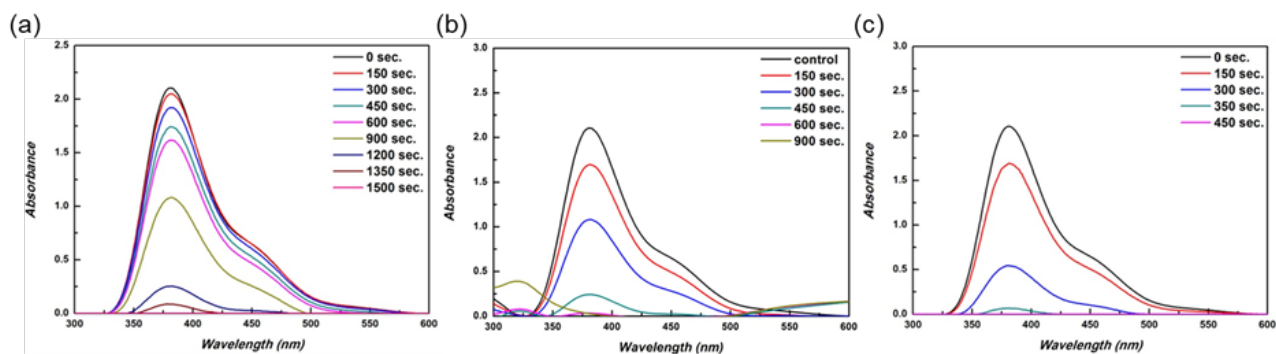 (a)
2.5
2.0
1.5
1.0
0.5
0.0
300 350 400 450 500 550 600
Absorbance
Wavelength (nm)
0 sec.
150 sec.
300 sec.
450 sec.
600 sec.
900 sec.
1200 sec.
1350 sec.
1500 sec.
(b)
3.0
2.5
2.0
1.5
1.0
0.5
0.0
300 350 400 450 500 550 600
Absorbance
Wavelength (nm)
control
150 sec.
300 sec.
450 sec.
600 sec.
900 sec.
(c)
3.0
2.5
2.0
1.5
1.0
0.5
0.0
300 350 400 450 500 550 600
Absorbance
Wavelength (nm)
0 sec.
150 sec.
300 sec.
350 sec.
450 sec.